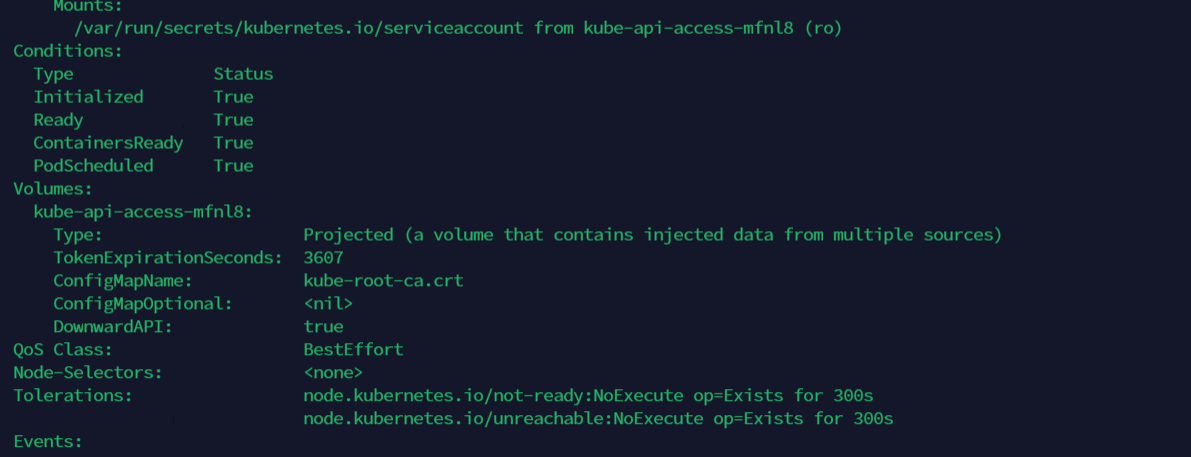 Mounts:
/var/run/secrets/kubernetes.io/serviceaccount from kube-api-access-mfnl8 (ro)
Conditions:
Type Status
Initialized True
Ready True
ContainersReady True
PodScheduled True
Volumes:
kube-api-access-mfnl8:
Type: Projected (a volume that contains injected data from multiple sources)
TokenExpirationSeconds: 3607
ConfigMapName: kube-root-ca.crt
ConfigMapOptional: <nil>
DownwardAPI: true
QoS Class: BestEffort
Node-Selectors: <none>
Tolerations: node.kubernetes.io/not-ready:NoExecute op=Exists for 300s
node.kubernetes.io/unreachable:NoExecute op=Exists for 300s
Events: